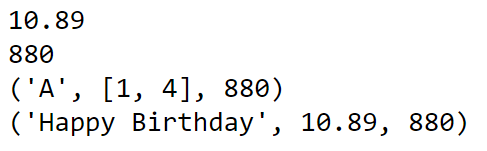 10.89
880
('A', [1, 4], 880)
('Happy Birthday', 10.89, 880)